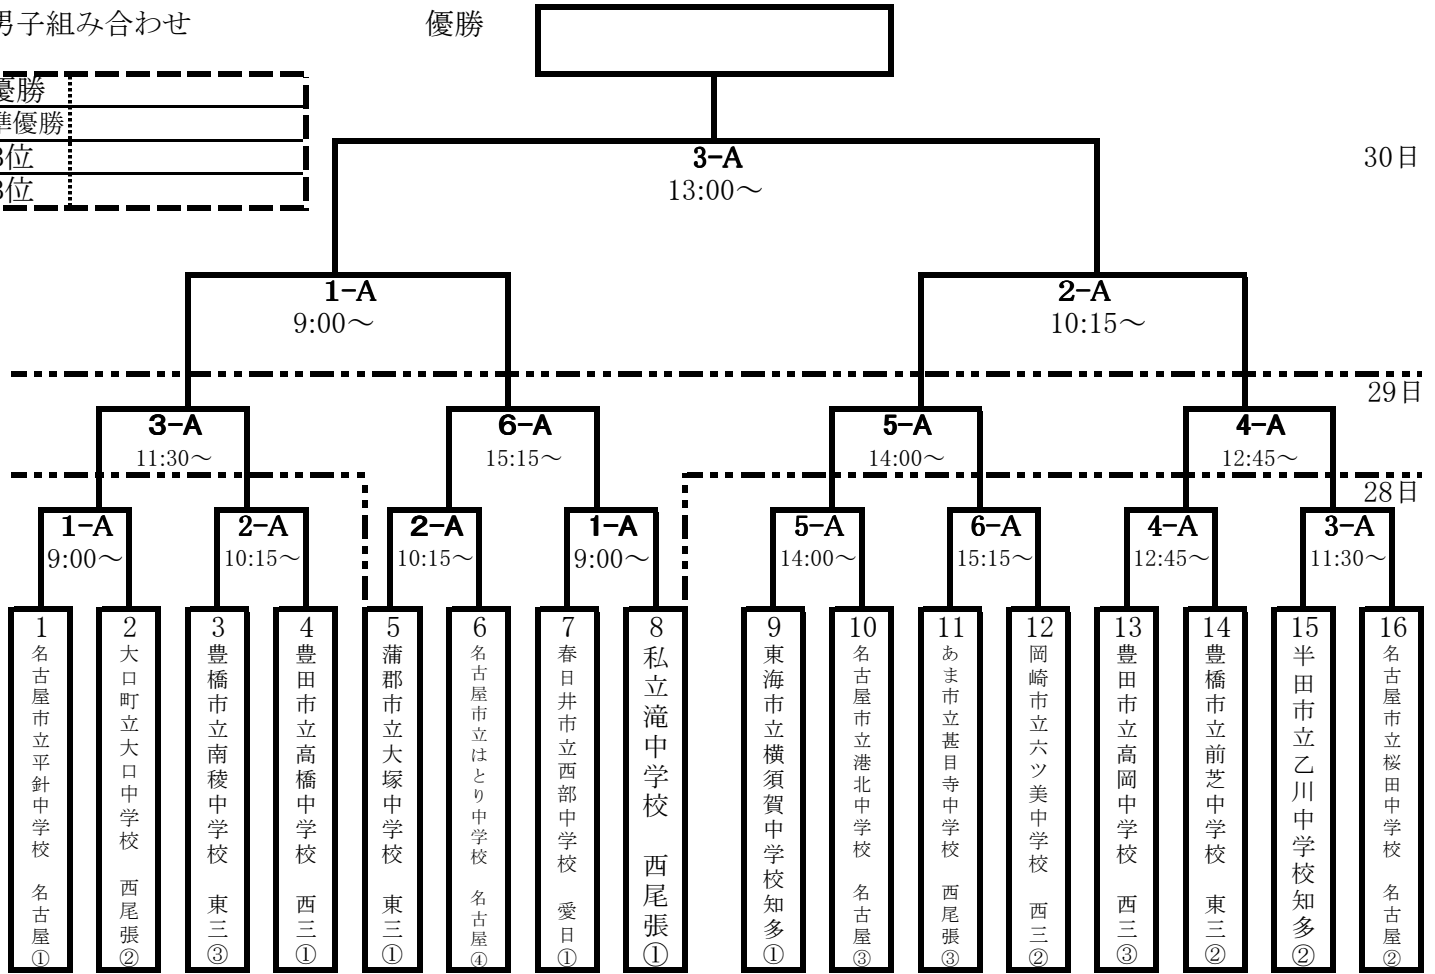 男子組み合わせ
優勝
優勝
準優勝
3位
3位
3-A
13:00～
30日
1-A
9:00～
2-A
10:15～
29日
3-A
11:30～
6-A
15:15～
5-A
14:00～
4-A
12:45～
28日
1-A
9:00～
2-A
10:15～
2-A
10:15～
1-A
9:00～
5-A
14:00～
6-A
15:15～
4-A
12:45～
3-A
11:30～
1
名古屋市立平針中学校 名古屋①
2
大口町立大口中学校 西尾張②
3
豊橋市立南稜中学校 東三③
4
豊田市立高橋中学校 西三①
5
蒲郡市立大塚中学校 東三①
6
名古屋市立はとり中学校 名古屋④
7
春日井市立西部中学校 愛日①
8
私立滝中学校 西尾張①
9
東海市立横須賀中学校知多①
10
名古屋市立港北中学校 名古屋③
11
あま市立甚目寺中学校 西尾張③
12
岡崎市立六ツ美中学校 西三②
13
豊田市立高岡中学校 西三③
14
豊橋市立前芝中学校 東三②
15
半田市立乙川中学校知多②
16
名古屋市立桜田中学校 名古屋②